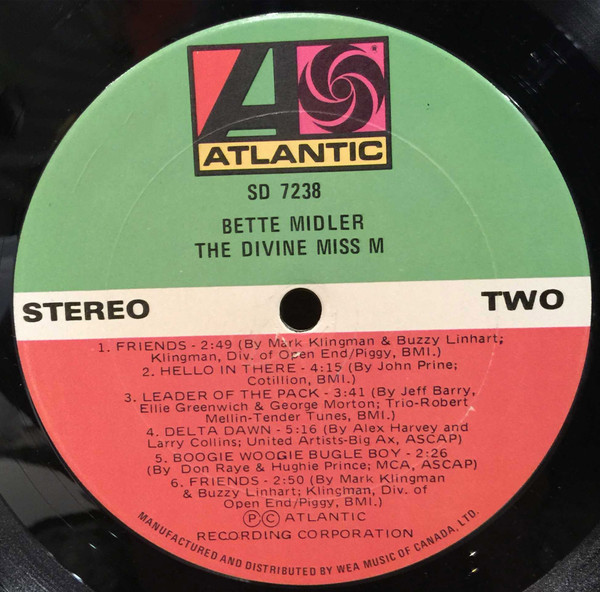 ATLANTIC
SD 7238
BETTE MIDLER
THE DIVINE MISS M
STEREO
TWO
1. FRIENDS - 2:49 (By Mark Klingman & Buzzy Linhart;
Klingman, Div. of Open End/Piggy, BMI.)
2. HELLO IN THERE - 4:15 (By John Prine;
Cotillion, BMI.)
3. LEADER OF THE PACK - 3:41 (By Jeff Barry,
Ellie Greenwich & George Morton; Trio-Robert
Mellin-Tender Tunes, BMI.)
4. DELTA DAWN - 5:16 (By Alex Harvey and
Larry Collins; United Artists-Big Ax, ASCAP)
5. BOOGIE WOOGIE BUGLE BOY - 2:26
(By Don Raye & Hughie Prince; MCA, ASCAP)
6. FRIENDS - 2:50 (By Mark Klingman
& Buzzy Linhart; Klingman, Div. of
Open End/Piggy, BMI.)
Ⓟ© ATLANTIC
RECORDING CORPORATION
MANUFACTURED AND DISTRIBUTED BY WEA MUSIC OF CANADA, LTD.